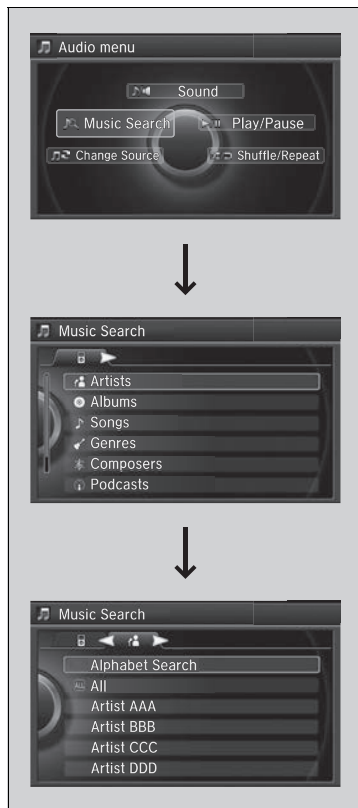 Audio menu
Sound
Music Search
Play/Pause
Change Source
Shuffle/Repeat
Music Search
Artists
Albums
Songs
Genres
Composers
Podcasts
Music Search
Alphabet Search
ALL All
Artist AAA
Artist BBB
Artist CCC
Artist DDD